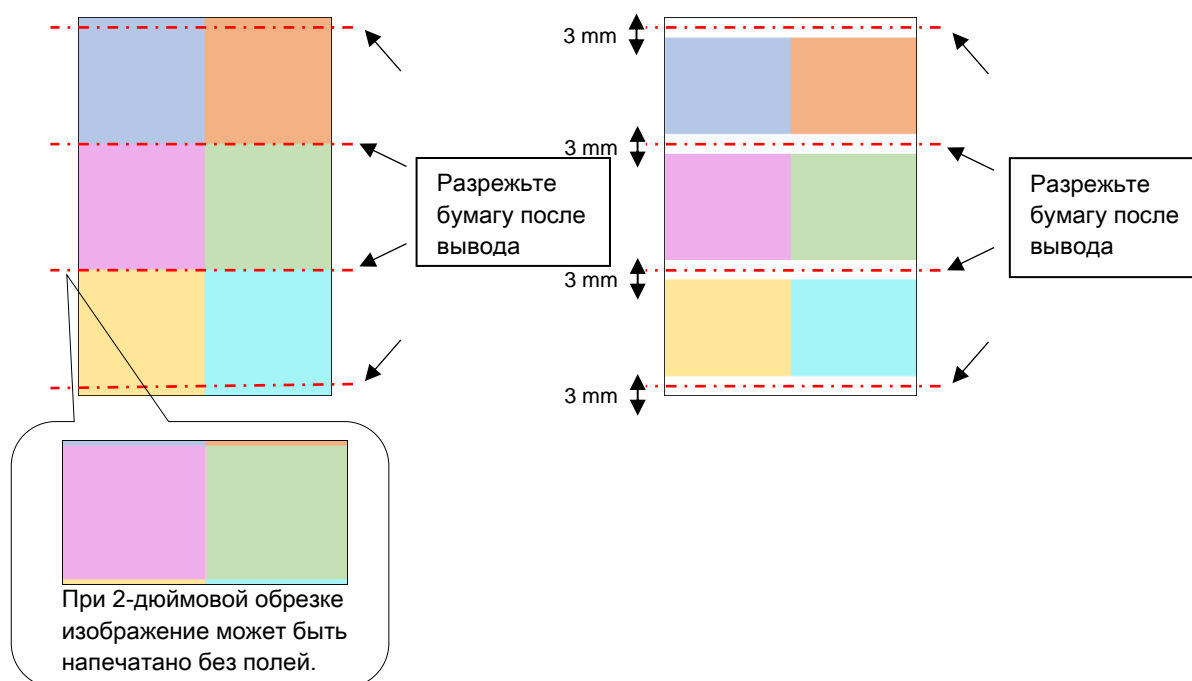 3 mm
3 mm
Разрежьте
бумагу после
вывода
Разрежьте
бумагу после
вывода
3 mm
3 mm
При 2-дюймовой обрезке
изображение может быть
напечатано без полей.